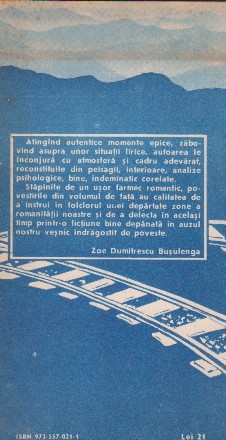 Atingînd autentice momente epice, zăbo-
vind asupra unor situații lirice, autoarea le
înconjură cu atmosferă și cadru adevărat,
reconstituite din peisagii, interioare, analize
psihologice, bine, îndemînatic corelate.
Stăpînite de un ușor farmec romantic, po-
vestirile din volumul de față au calitatea de
a instrui în folclorul unei depărtate zone a
romanității noastre și de a delecta în același
timp printr-o ficțiune bine depănată în auzul
nostru veșnic îndrăgostit de poveste.
Zoe Dumitrescu Bușulenga
ISBN 973-557-021-1
Lei 21